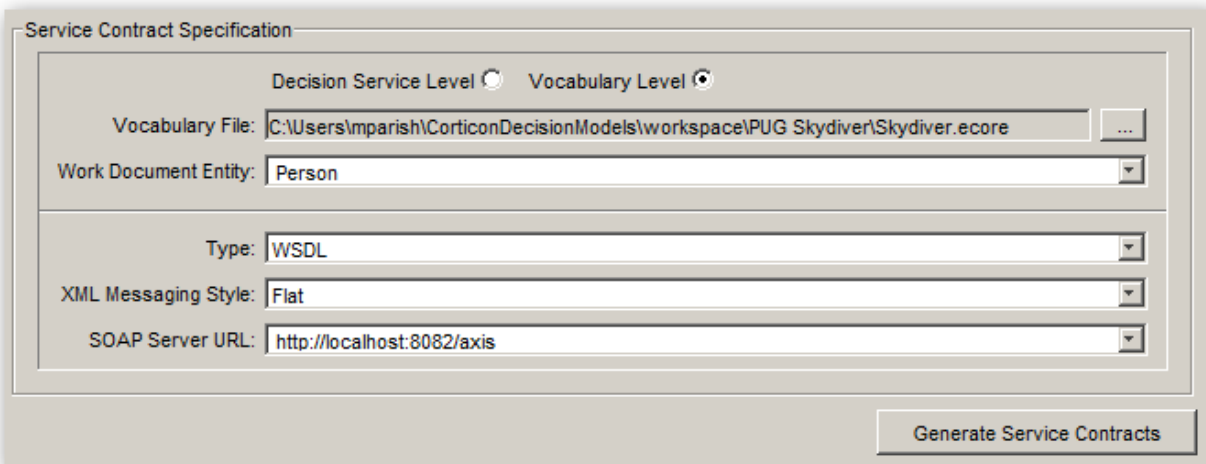 Service Contract Specification
Decision Service Level Vocabulary Level
Vocabulary File: C:\Users\mparish\CorticonDecisionModels\workspace\PUG Skydiver\Skydiver.ecore ...
Work Document Entity: Person
Type: WSDL
XML Messaging Style: Flat
SOAP Server URL: http://localhost:8082/axis
Generate Service Contracts